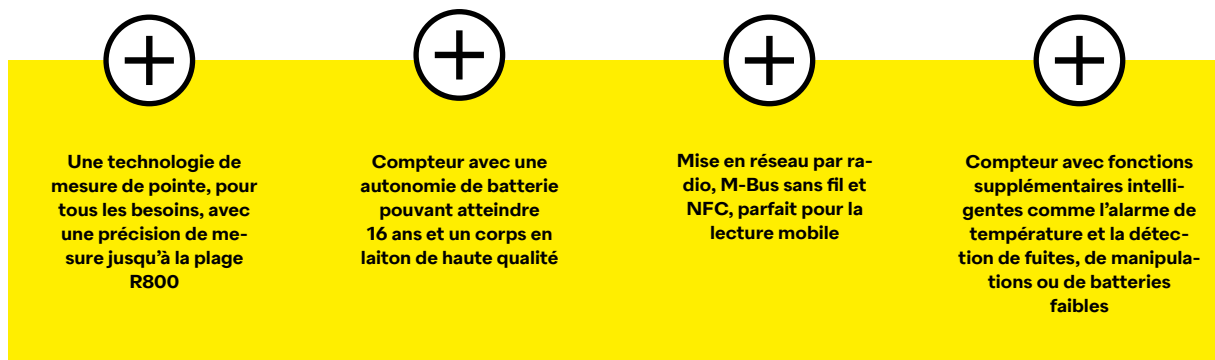 Une technologie de
mesure de pointe, pour
tous les besoins, avec
une précision de me-
sure jusqu’à la plage
R800
Compteur avec une
autonomie de batterie
pouvant atteindre
16 ans et un corps en
laiton de haute qualité
Mise en réseau par ra-
dio, M-Bus sans fil et
NFC, parfait pour la
lecture mobile
Compteur avec fonctions
supplémentaires intelli-
gentes comme l’alarme de
température et la détec-
tion de fuites, de manipula-
tions ou de batteries
faibles